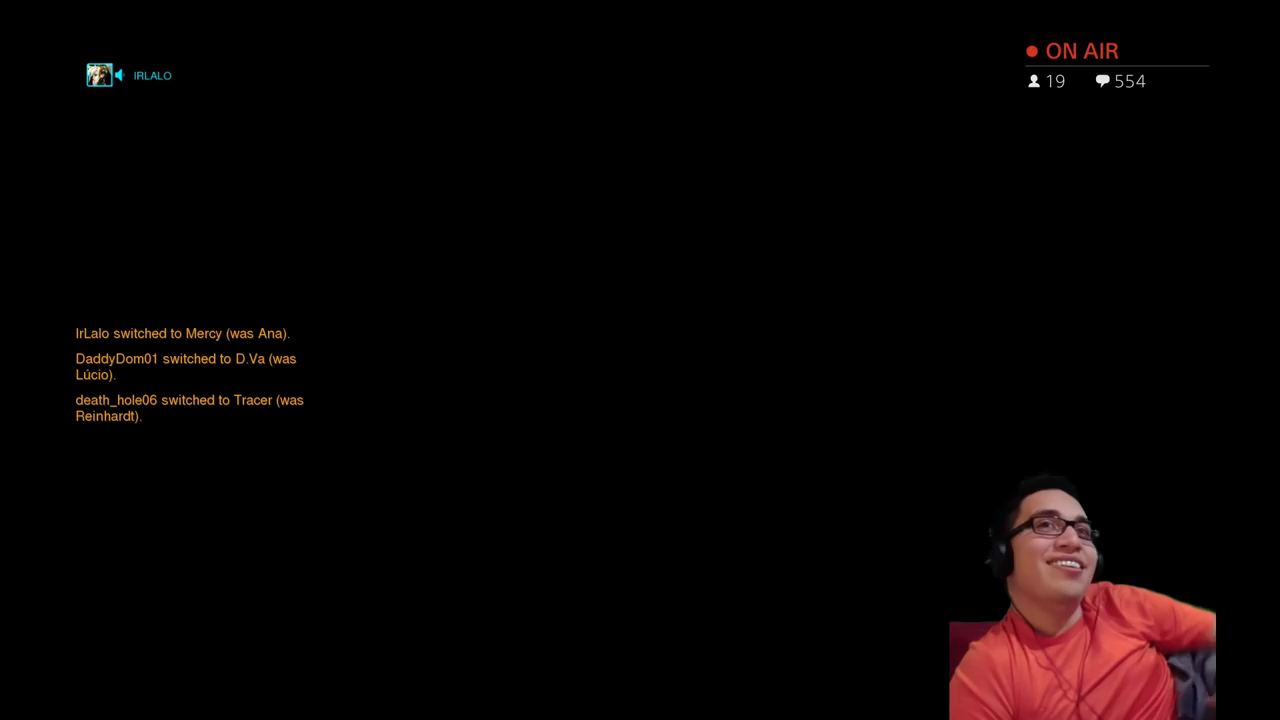 IRLALO
ON AIR
19 554
IrLalo switched to Mercy (was Ana).
DaddyDom01 switched to D.Va (was
Lúcio).
death_hole06 switched to Tracer (was
Reinhardt).